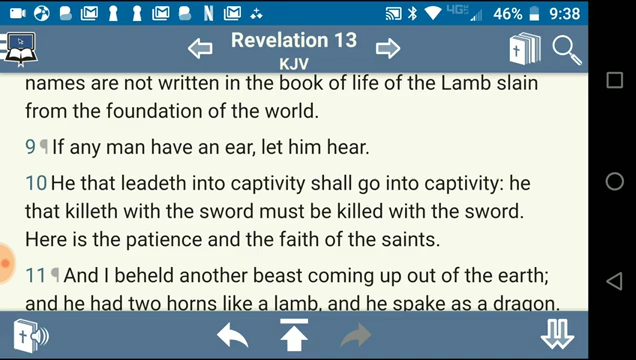 46% 9:38
Revelation 13
KJV
names are not written in the book of life of the Lamb slain
from the foundation of the world.
9 ¶ If any man have an ear, let him hear.
10 He that leadeth into captivity shall go into captivity: he
that killeth with the sword must be killed with the sword.
Here is the patience and the faith of the saints.
11 ¶ And I beheld another beast coming up out of the earth;
and he had two horns like a lamb, and he spake as a dragon.